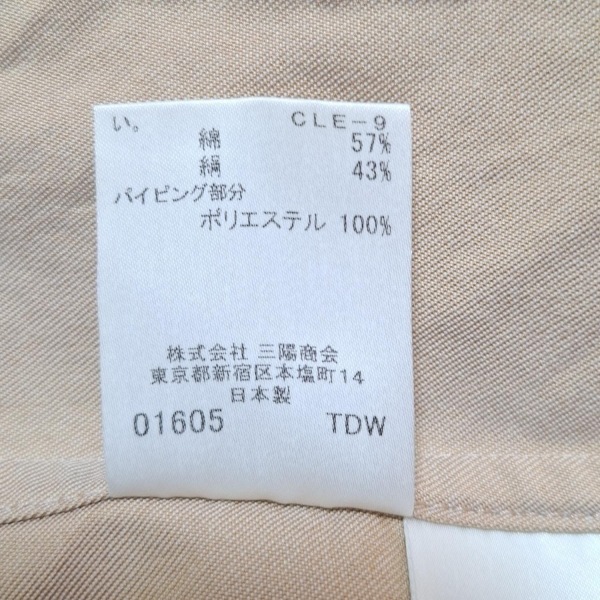 い。 CLE-9
綿 57%
絹 43%
パイピング部分
ポリエステル 100%
株式会社 三陽商会
東京都新宿区本塩町14
日本製
01605 TDW